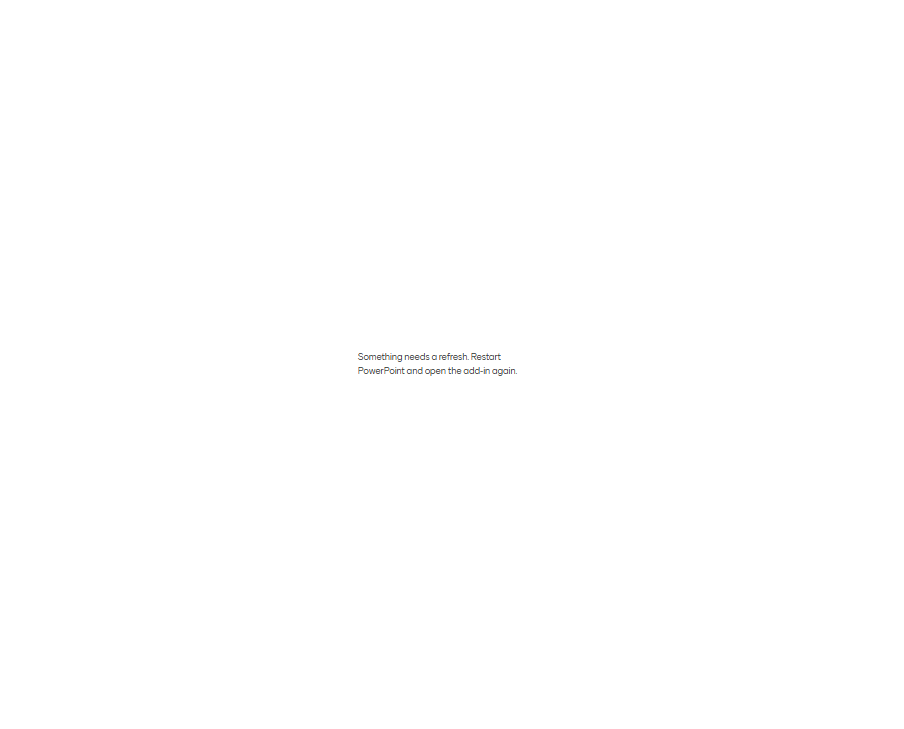 Something needs a refresh. Restart
PowerPoint and open the add-in again.